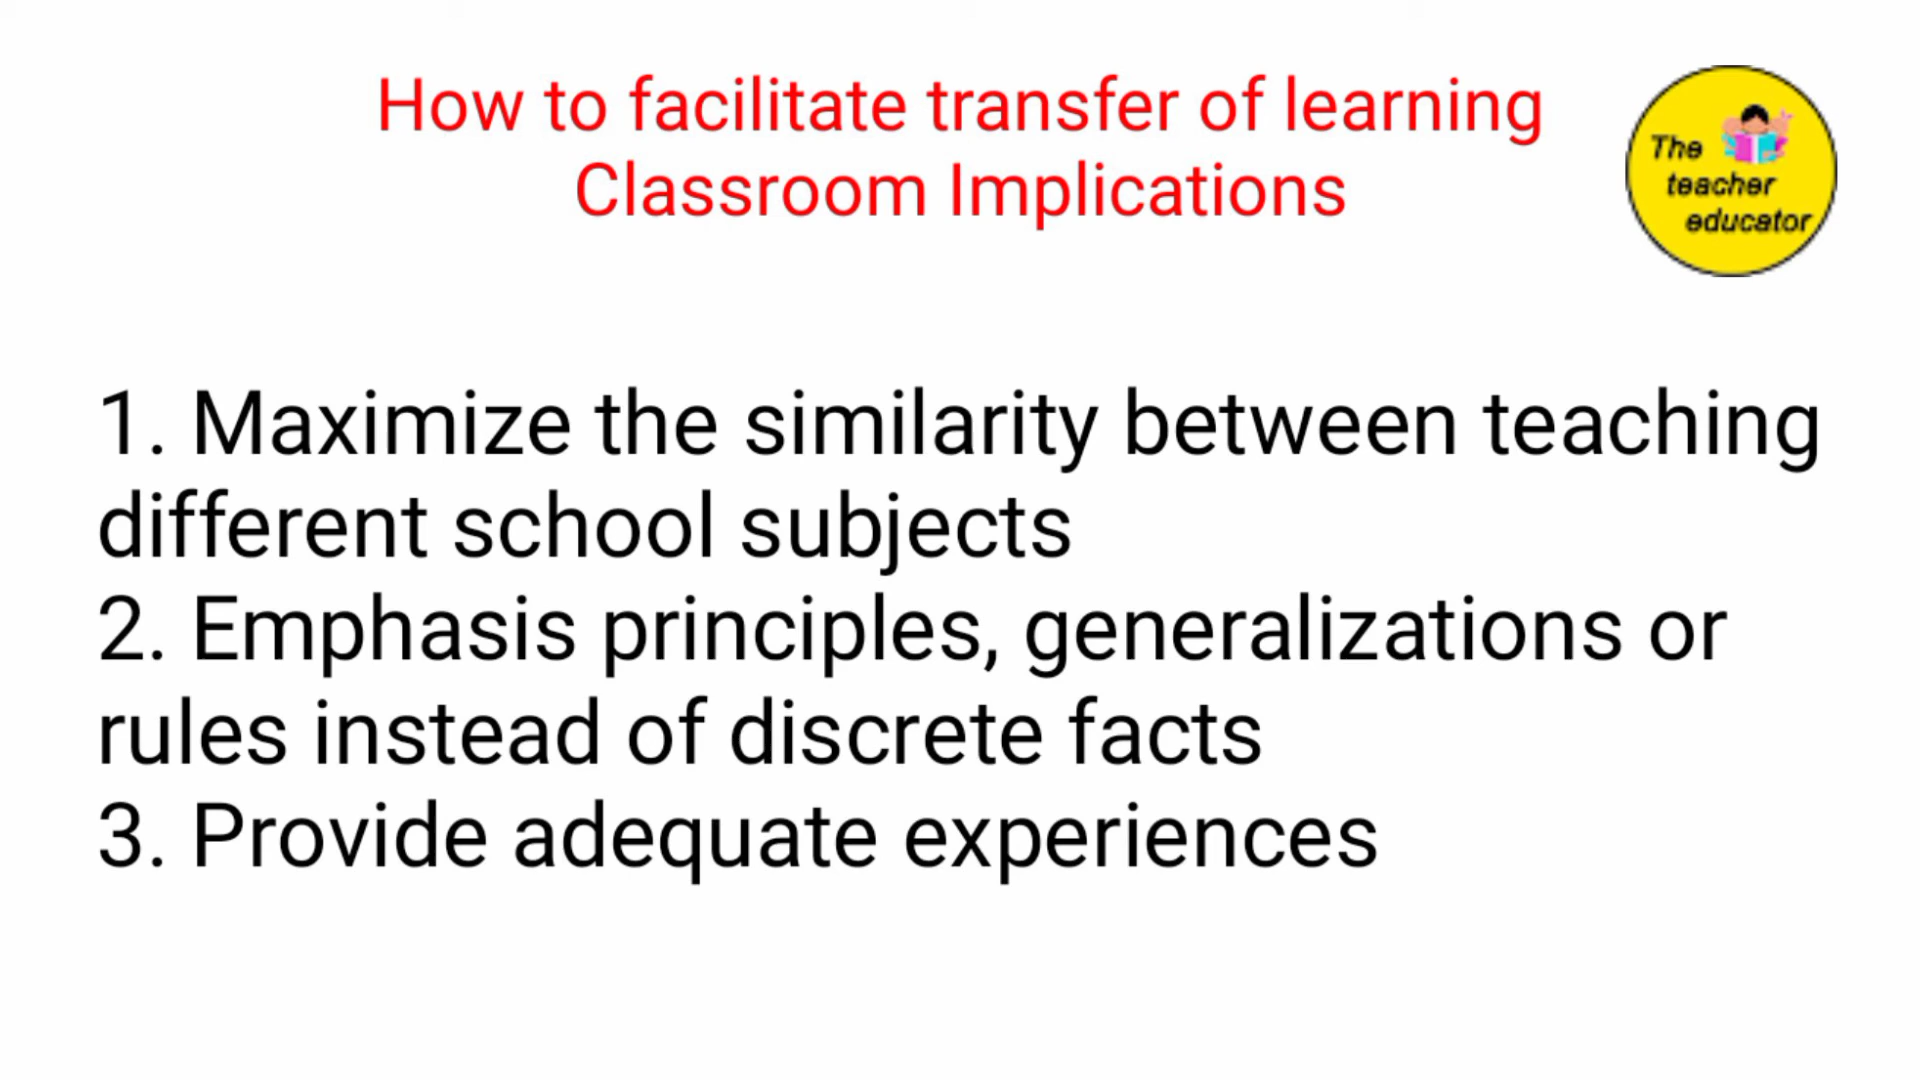 How to facilitate transfer of learning
Classroom Implications
The
teacher
educator
1. Maximize the similarity between teaching
different school subjects
2. Emphasis principles, generalizations or
rules instead of discrete facts
3. Provide adequate experiences